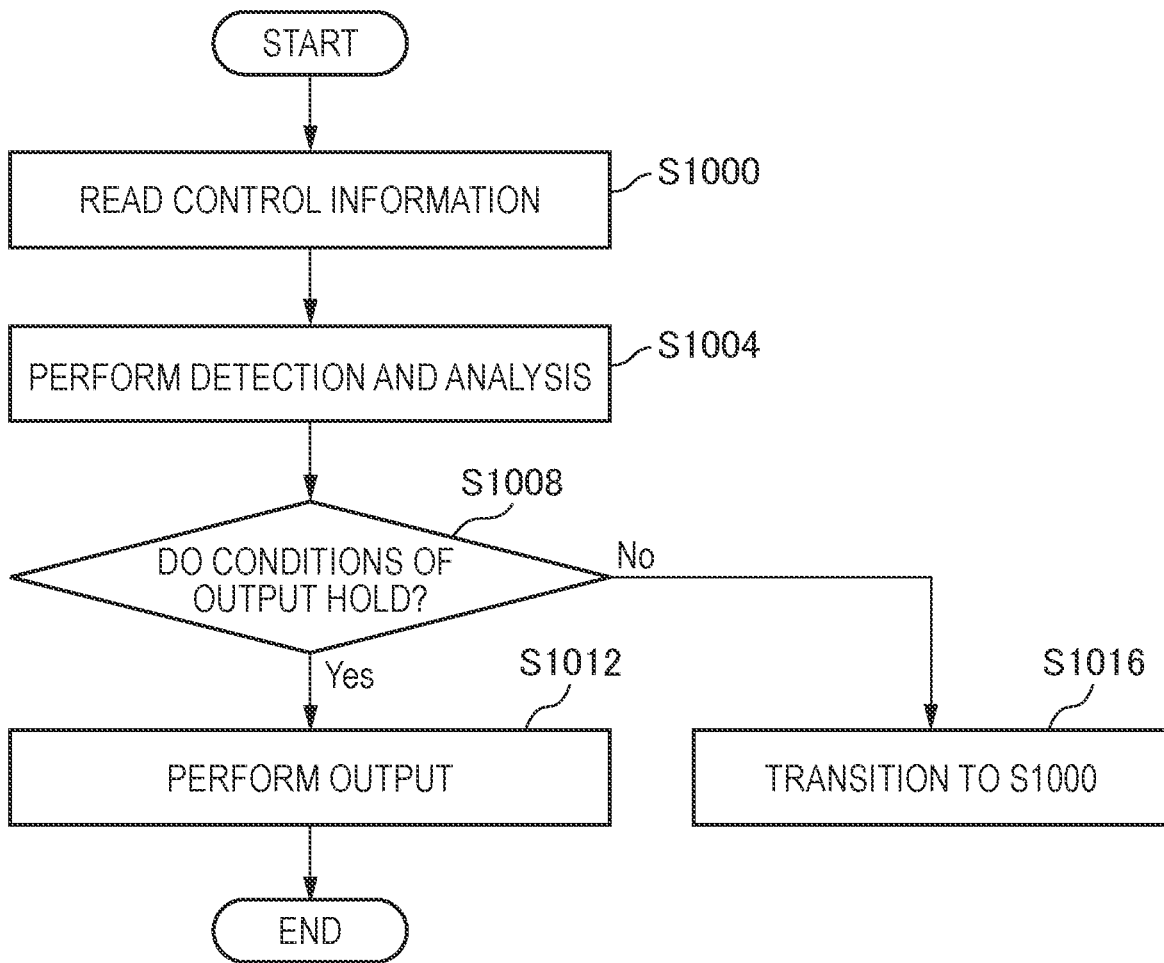 START
READ CONTROL INFORMATION
S1000
PERFORM DETECTION AND ANALYSIS
S1004
S1008
DO CONDITIONS OF
OUTPUT HOLD?
No
Yes
S1012
PERFORM OUTPUT
S1016
TRANSITION TO S1000
END